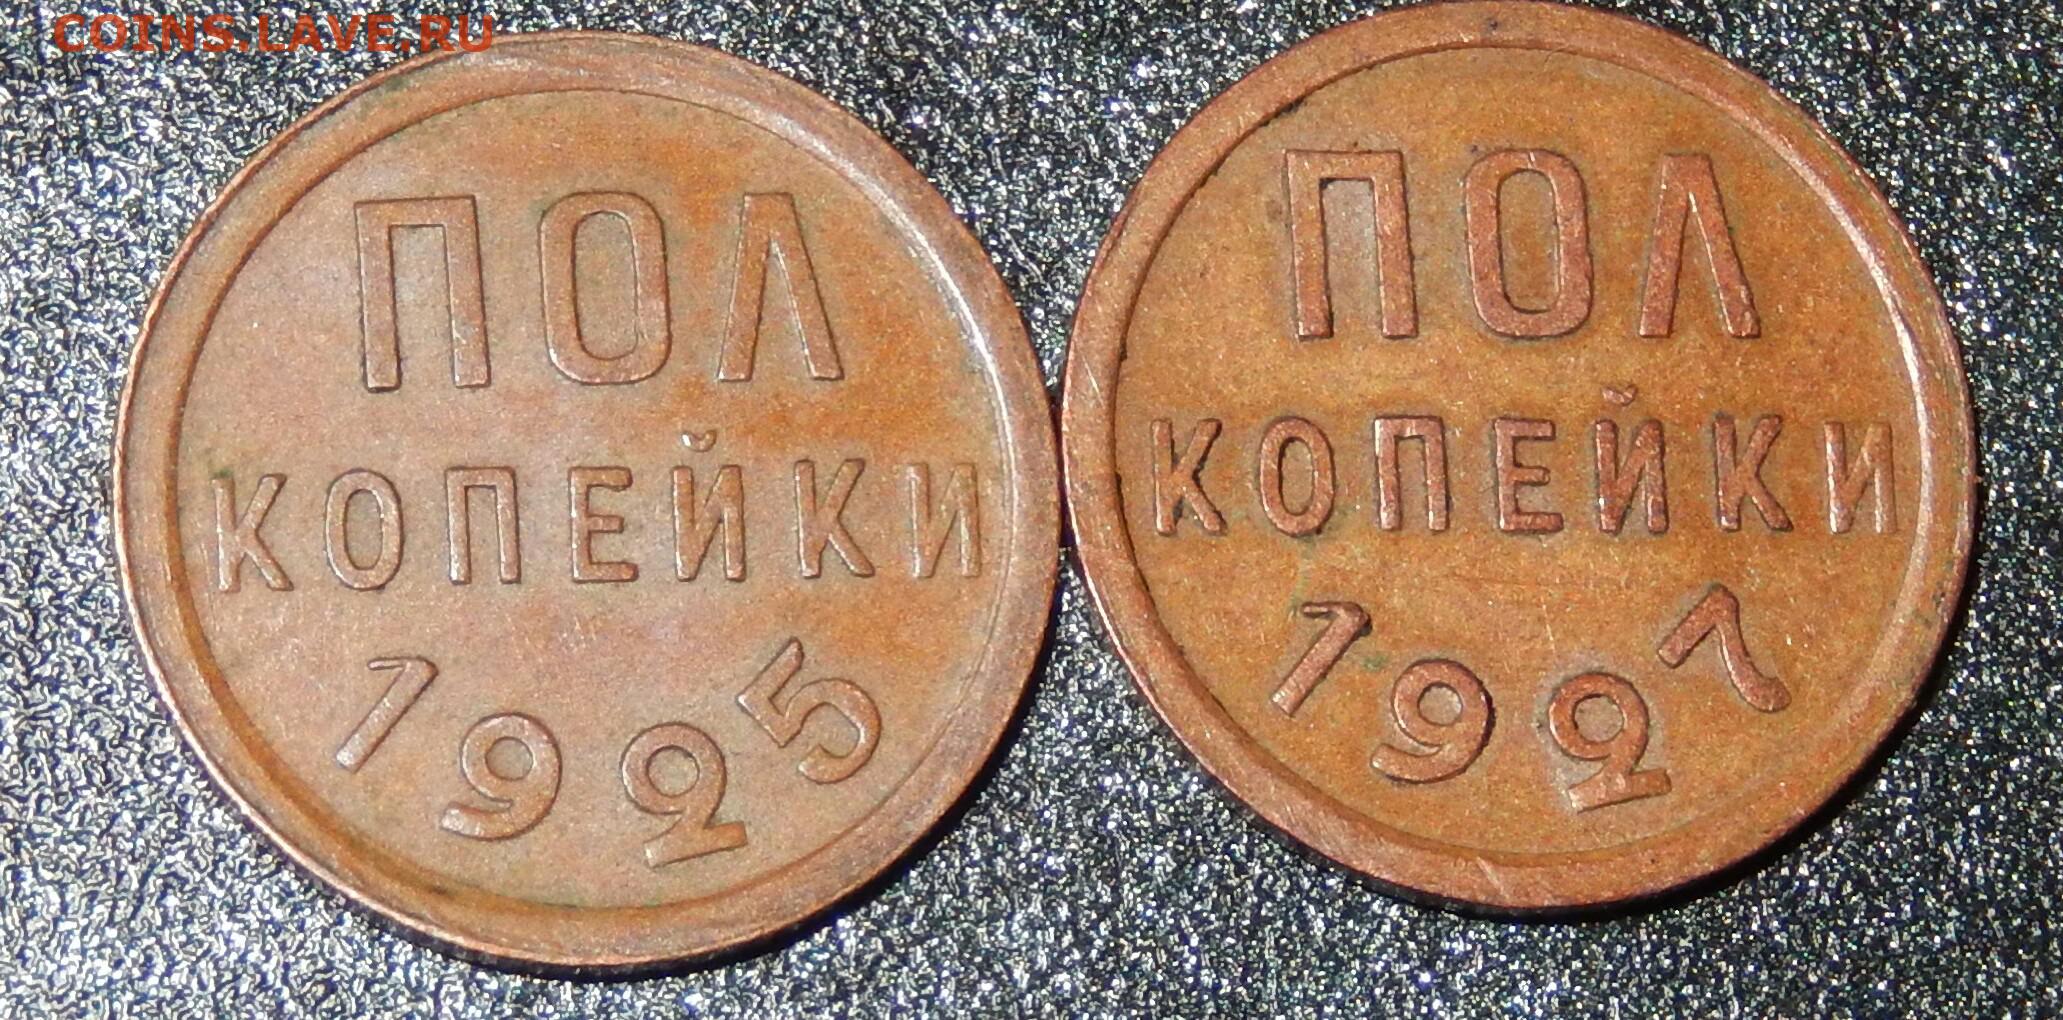 COINS.LAVE.RU
ПОЛ
КОПЕЙКИ
1925
ПОЛ
КОПЕЙКИ
1927